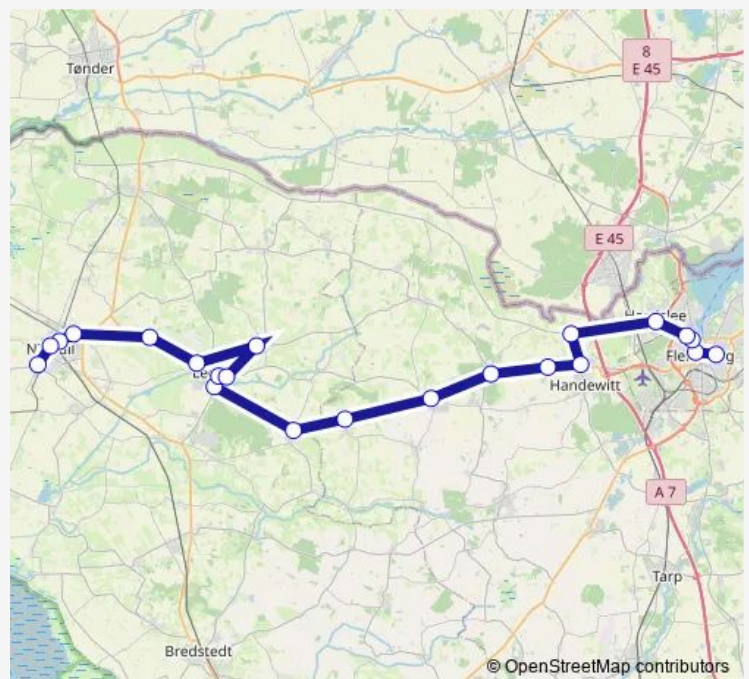 8
E 45
Tønder
E 45
Handewitt
A 7
Tarp
Bredstedt
© OpenStreetMap contributors